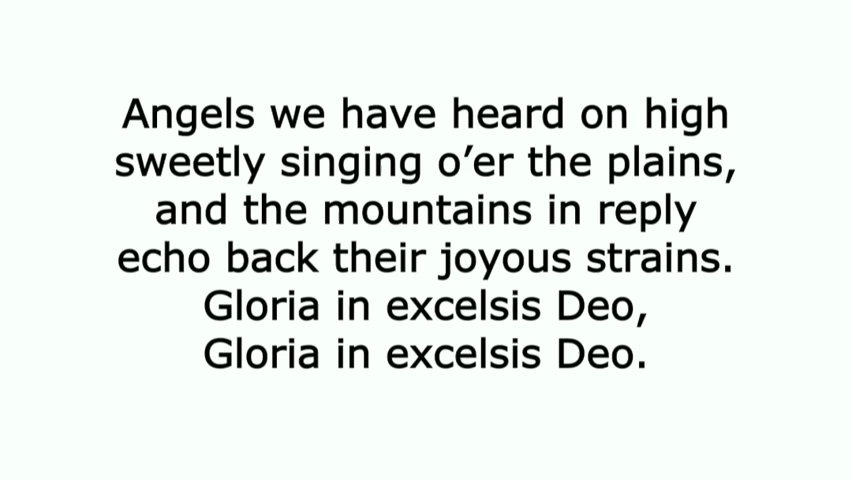 Angels we have heard on high
sweetly singing o’er the plains,
and the mountains in reply
echo back their joyous strains.
Gloria in excelsis Deo,
Gloria in excelsis Deo.